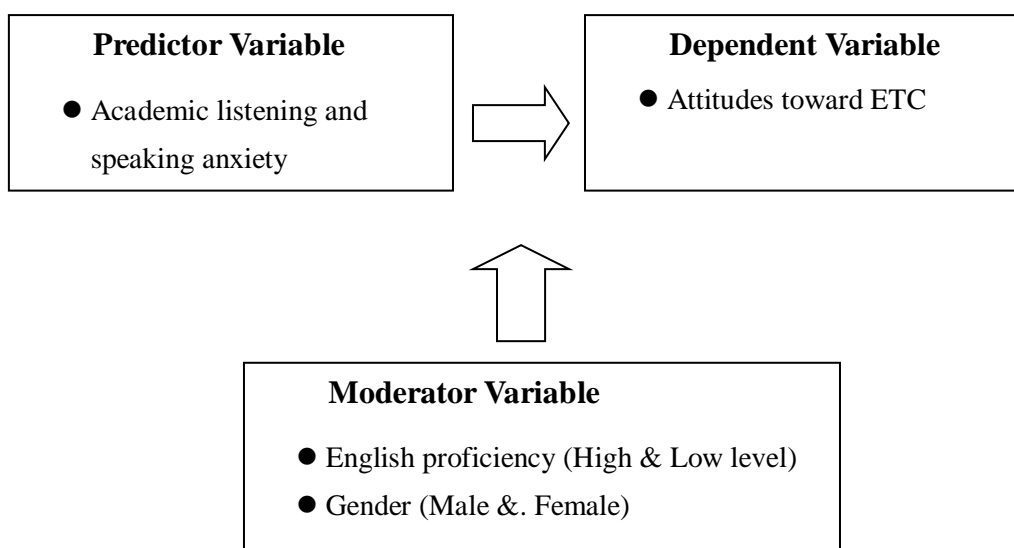 Predictor Variable
● Academic listening and
speaking anxiety
Dependent Variable
● Attitudes toward ETC
Moderator Variable
● English proficiency (High & Low level)
● Gender (Male &. Female)